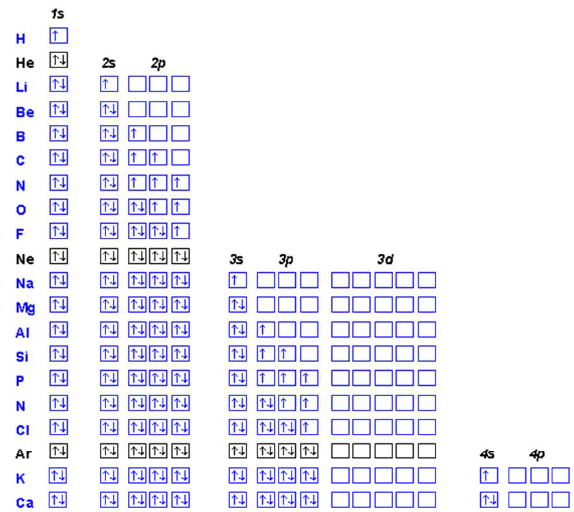 1s
H ↑
He ↑↓ 2s 2p
Li ↑↓ ↑
Be ↑↓ ↑↓
B ↑↓ ↑↓ ↑
C ↑↓ ↑↓ ↑ ↑
N ↑↓ ↑↓ ↑ ↑ ↑
O ↑↓ ↑↓ ↑↓ ↑ ↑
F ↑↓ ↑↓ ↑↓ ↑↓ ↑
Ne ↑↓ ↑↓ ↑↓ ↑↓ ↑↓ 3s 3p 3d
Na ↑↓ ↑↓ ↑↓ ↑↓ ↑↓ ↑
Mg ↑↓ ↑↓ ↑↓ ↑↓ ↑↓ ↑↓
Al ↑↓ ↑↓ ↑↓ ↑↓ ↑↓ ↑↓ ↑
Si ↑↓ ↑↓ ↑↓ ↑↓ ↑↓ ↑↓ ↑ ↑
P ↑↓ ↑↓ ↑↓ ↑↓ ↑↓ ↑↓ ↑ ↑ ↑
N ↑↓ ↑↓ ↑↓ ↑↓ ↑↓ ↑↓ ↑↓ ↑ ↑
Cl ↑↓ ↑↓ ↑↓ ↑↓ ↑↓ ↑↓ ↑↓ ↑↓ ↑
Ar ↑↓ ↑↓ ↑↓ ↑↓ ↑↓ ↑↓ ↑↓ ↑↓ ↑↓ 4s 4p
K ↑↓ ↑↓ ↑↓ ↑↓ ↑↓ ↑↓ ↑↓ ↑↓ ↑↓ ↑
Ca ↑↓ ↑↓ ↑↓ ↑↓ ↑↓ ↑↓ ↑↓ ↑↓ ↑↓ ↑↓